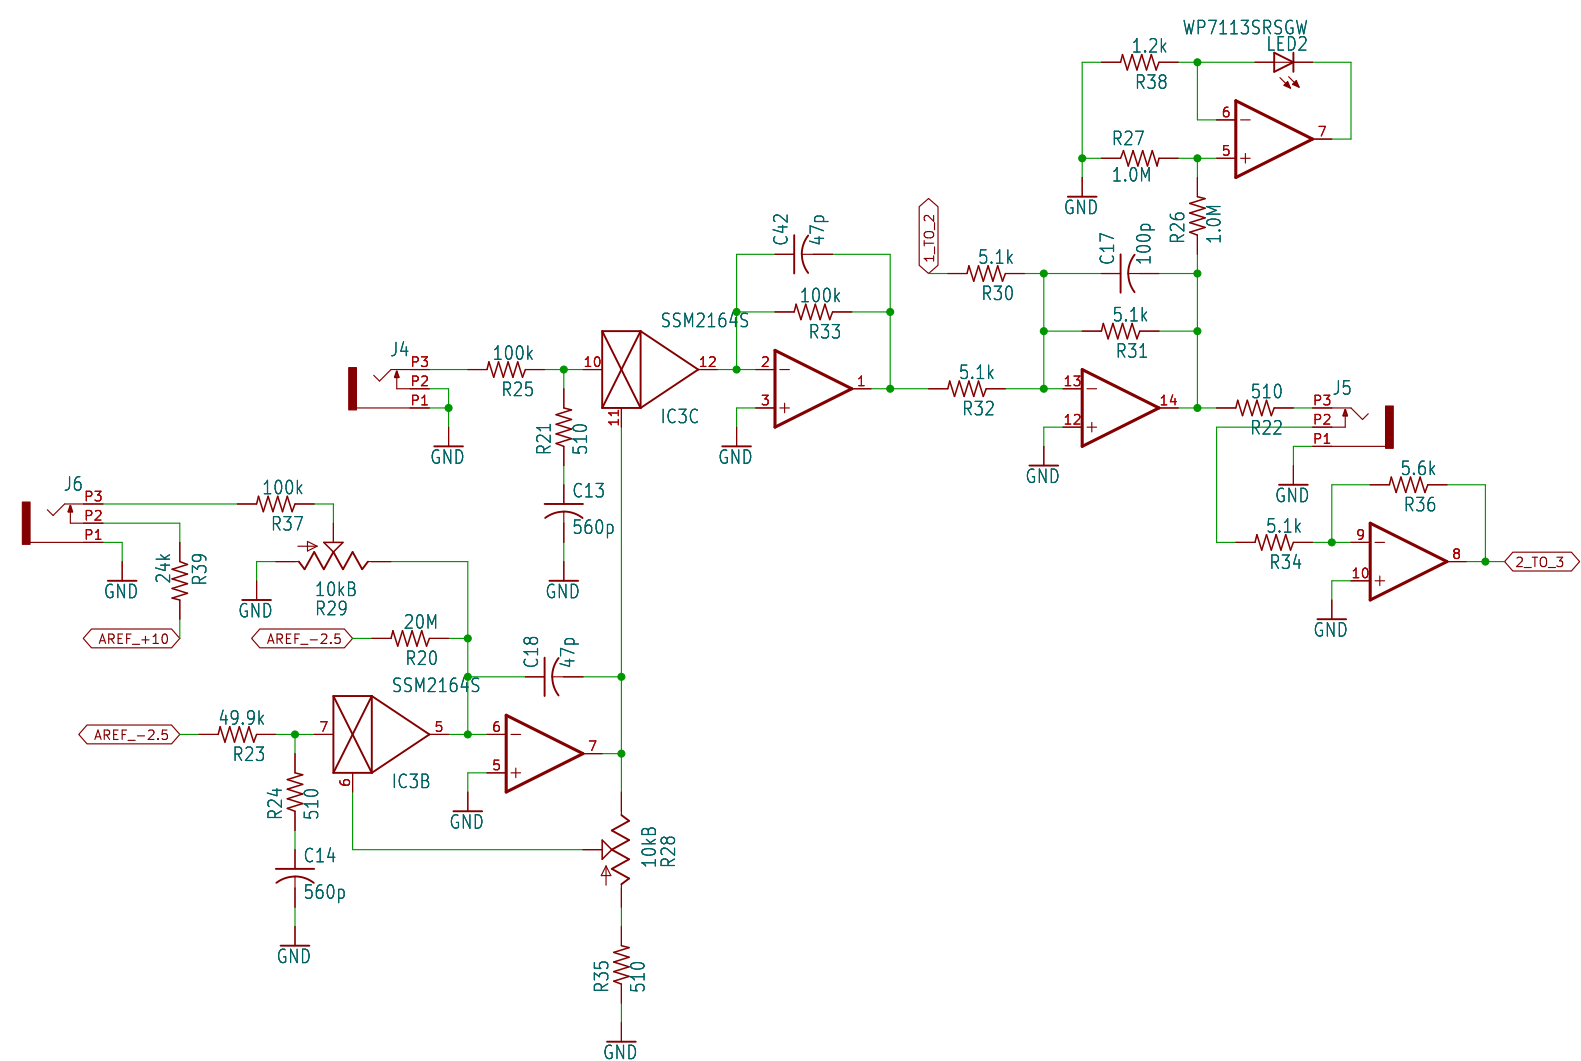 WP7113SRSGW
LED2
1.2k
R38
6
7
5
R27
1.0M
GND
R26
1.0M
C42
47p
1_TO_2
5.1k
R30
C17
100p
100k
R33
SSM2164S
5.1k
R31
J4
P3
P2
P1
GND
100k
R25
10
12
11
IC3C
R21
510
2
3
1
GND
5.1k
R32
13
12
14
GND
510
R22
J5
P3
P2
P1
GND
C13
560p
GND
5.6k
R36
5.1k
R34
9
10
8
2_TO_3
GND
J6
P3
P2
P1
GND
100k
R37
24k
R39
10kB
R29
GND
AREF_+10
AREF_-2.5
20M
R20
C18
47p
SSM2164S
AREF_-2.5
49.9k
R23
7
5
6
IC3B
6
5
7
GND
R24
510
C14
560p
GND
10kB
R28
R35
510
GND